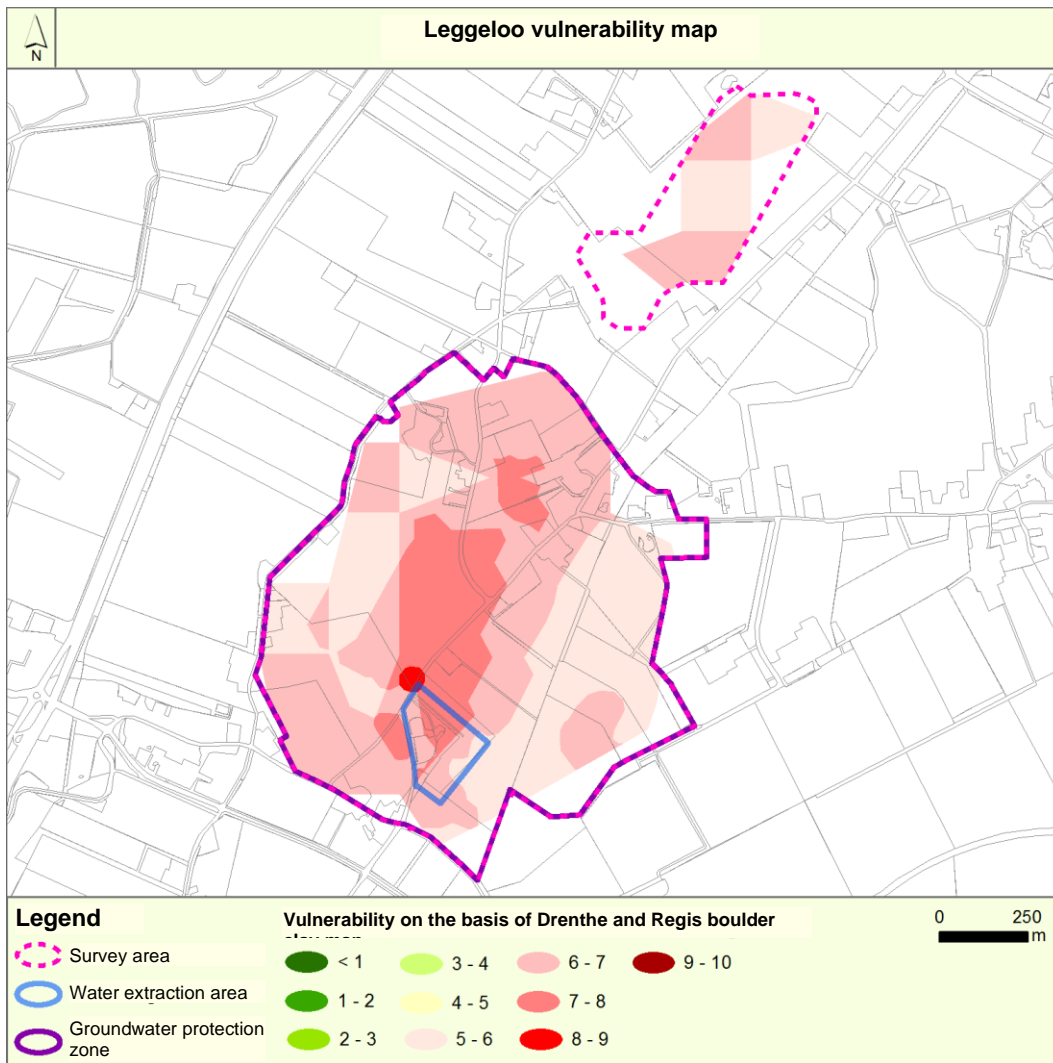 Leggeloo vulnerability map
N
Legend
Survey area
Water extraction area
Groundwater protection
zone
Vulnerability on the basis of Drenthe and Regis boulder
clay map
< 1
3 - 4
6 - 7
9 - 10
1 - 2
4 - 5
7 - 8
2 - 3
5 - 6
8 - 9
0 250
m